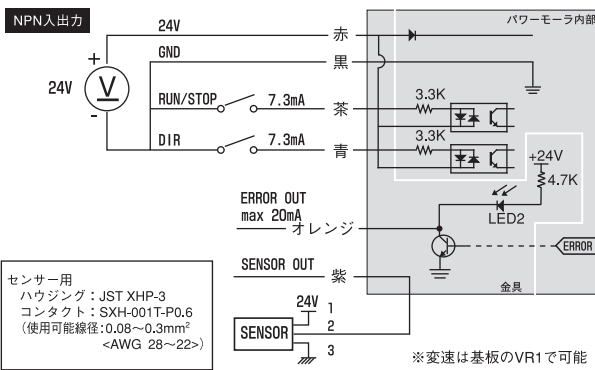 NPN入出力
パワーモーラ内部
24V 赤
GND 黒
24V
+
V
-
RUN/STOP 7.3mA 茶
3.3K
DIR 7.3mA 青
3.3K
+24V
4.7K
LED2
ERROR OUT
max 20mA
オレンジ
ERROR
SENSOR OUT 紫
金具
センサー用
ハウジング：JST XHP-3
コンタクト：SXH-001T-P0.6
（使用可能線径：0.08～0.3mm²
<AWG 28～22>）
24V 1
SENSOR 2
3
※変速は基板のVR1で可能